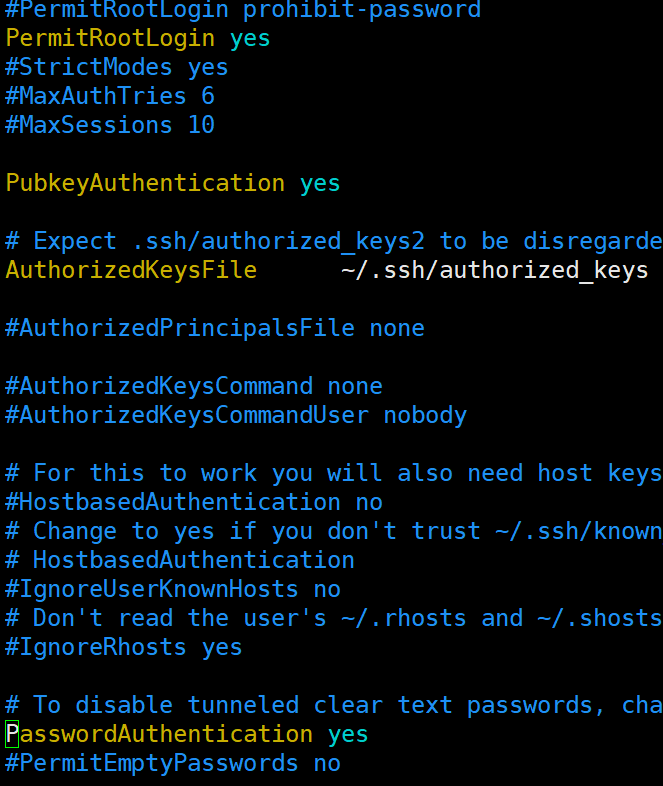 #PermitRootLogin prohibit-password
PermitRootLogin yes
#StrictModes yes
#MaxAuthTries 6
#MaxSessions 10
PubkeyAuthentication yes
# Expect .ssh/authorized_keys2 to be disregarde
AuthorizedKeysFile      ~/.ssh/authorized_keys
#AuthorizedPrincipalsFile none
#AuthorizedKeysCommand none
#AuthorizedKeysCommandUser nobody
# For this to work you will also need host keys
#HostbasedAuthentication no
# Change to yes if you don't trust ~/.ssh/known
# HostbasedAuthentication
#IgnoreUserKnownHosts no
# Don't read the user's ~/.rhosts and ~/.shosts
#IgnoreRhosts yes
# To disable tunneled clear text passwords, cha
PasswordAuthentication yes
#PermitEmptyPasswords no